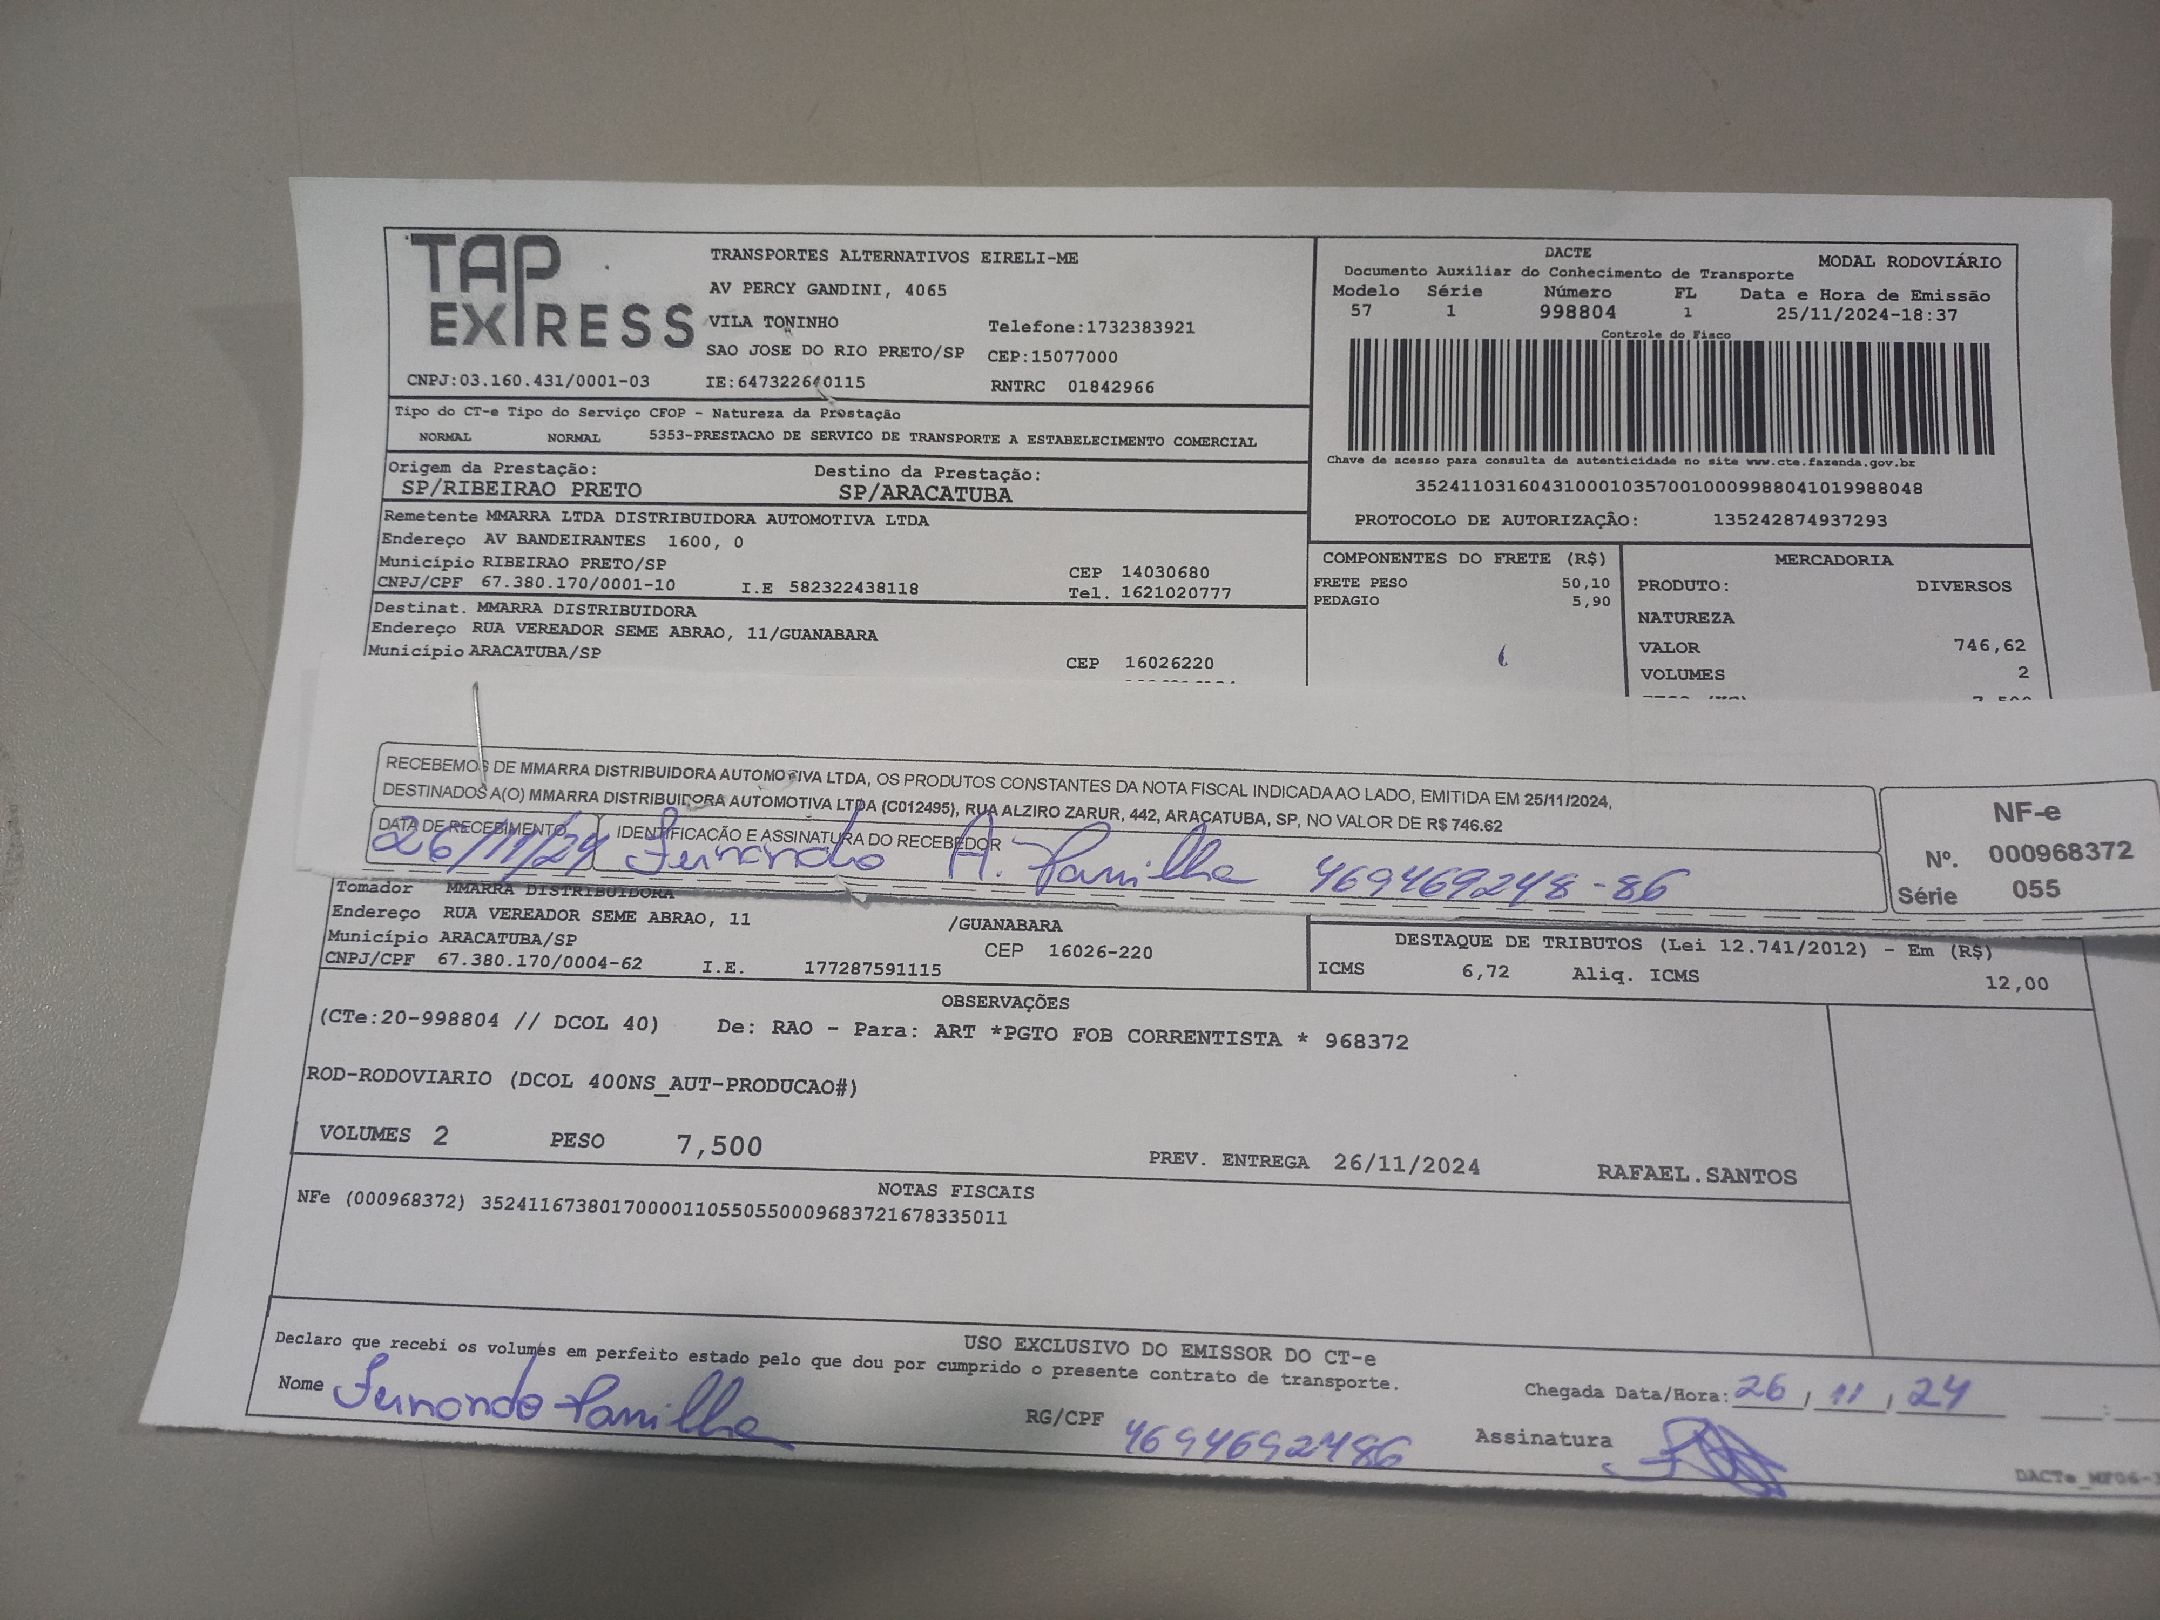 TAP EXPRESS
TRANSPORTES ALTERNATIVOS EIRELI-ME
AV PERCY GANDINI, 4065
VILA TONINHO Telefone:1732383921
SAO JOSE DO RIO PRETO/SP CEP:15077000
CNPJ:03.160.431/0001-03 IE:647322640115 RNTRC 01842966
DACTE MODAL RODOVIÁRIO
Documento Auxiliar do Conhecimento de Transporte
Modelo Série Número FL Data e Hora de Emissão
57 1 998804 1 25/11/2024-18:37
Controle do Fisco
Chave de acesso para consulta de autenticidade no site www.cte.fazenda.gov.br
35241103160431000103570010009988041019988048
PROTOCOLO DE AUTORIZAÇÃO: 135242874937293
Tipo do CT-e Tipo do Serviço CFOP - Natureza da Prestação
NORMAL NORMAL 5353-PRESTACAO DE SERVICO DE TRANSPORTE A ESTABELECIMENTO COMERCIAL
Origem da Prestação: Destino da Prestação:
SP/RIBEIRAO PRETO SP/ARACATUBA
Remetente MMARRA LTDA DISTRIBUIDORA AUTOMOTIVA LTDA
Endereço AV BANDEIRANTES 1600, 0
Município RIBEIRAO PRETO/SP CEP 14030680
CNPJ/CPF 67.380.170/0001-10 I.E 582322438118 Tel. 1621020777
Destinat. MMARRA DISTRIBUIDORA
Endereço RUA VEREADOR SEME ABRAO, 11/GUANABARA
Município ARACATUBA/SP CEP 16026220
COMPONENTES DO FRETE (R$)
FRETE PESO 50,10
PEDAGIO 5,90
MERCADORIA
PRODUTO: DIVERSOS
NATUREZA
VALOR 746,62
VOLUMES 2
RECEBEMOS DE MMARRA DISTRIBUIDORA AUTOMOTIVA LTDA, OS PRODUTOS CONSTANTES DA NOTA FISCAL INDICADA AO LADO, EMITIDA EM 25/11/2024,
DESTINADOS A(O) MMARRA DISTRIBUIDORA AUTOMOTIVA LTDA (C012495), RUA ALZIRO ZARUR, 442, ARAÇATUBA, SP, NO VALOR DE R$ 746.62
DATA DE RECEBIMENTO IDENTIFICAÇÃO E ASSINATURA DO RECEBEDOR
26/11/24 Fernando A. Pamilha 469469248-86
NF-e
Nº. 000968372
Série 055
Tomador MMARRA DISTRIBUIDORA
Endereço RUA VEREADOR SEME ABRAO, 11 /GUANABARA
Município ARACATUBA/SP CEP 16026-220
CNPJ/CPF 67.380.170/0004-62 I.E. 177287591115
DESTAQUE DE TRIBUTOS (Lei 12.741/2012) - Em (R$)
ICMS 6,72 Aliq. ICMS 12,00
OBSERVAÇÕES
(CTe:20-998804 // DCOL 40) De: RAO - Para: ART *PGTO FOB CORRENTISTA * 968372
ROD-RODOVIARIO (DCOL 400NS_AUT-PRODUCAO#)
VOLUMES 2 PESO 7,500 PREV. ENTREGA 26/11/2024 RAFAEL.SANTOS
NOTAS FISCAIS
NFe (000968372) 35241167380170000110550550009683721678335011
USO EXCLUSIVO DO EMISSOR DO CT-e
Declaro que recebi os volumes em perfeito estado pelo que dou por cumprido o presente contrato de transporte.
Nome Fernando Pamilha RG/CPF 46946924886 Chegada Data/Hora: 26 / 11 / 24 :
Assinatura